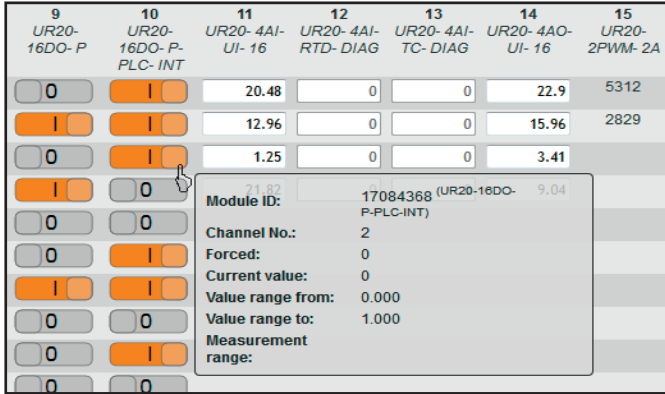 9 10 11 12 13 14 15
UR20- UR20- UR20- 4AI- UR20- 4AI- UR20- 4AI- UR20- 4AO- UR20-
16DO- P 16DO- P- UI- 16 RTD- DIAG TC- DIAG UI- 16 2PWM- 2A
PLC- INT
0 I 20.48 0 0 22.9 5312
I I 12.96 0 0 15.96 2829
0 I 1.25 0 0 3.41
I 0 21.82 9.04
Module ID: 17084368 (UR20-16DO-
P-PLC-INT)
0 0 Channel No.: 2
0 I Forced: 0
Current value: 0
I I Value range from: 0.000
0 0 Value range to: 1.000
0 I Measurement
range:
0 0